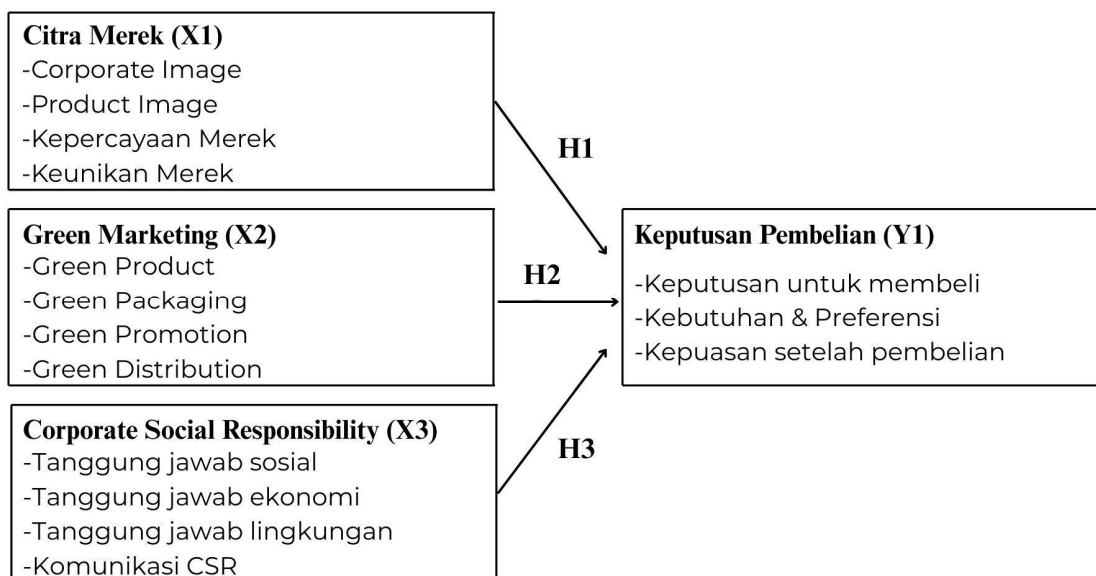 Citra Merek (X1)
-Corporate Image
-Product Image
-Kepercayaan Merek
-Keunikan Merek
H1
Green Marketing (X2)
-Green Product
-Green Packaging
-Green Promotion
-Green Distribution
H2
Keputusan Pembelian (Y1)
-Keputusan untuk membeli
-Kebutuhan & Preferensi
-Kepuasan setelah pembelian
Corporate Social Responsibility (X3)
-Tanggung jawab sosial
-Tanggung jawab ekonomi
-Tanggung jawab lingkungan
-Komunikasi CSR
H3